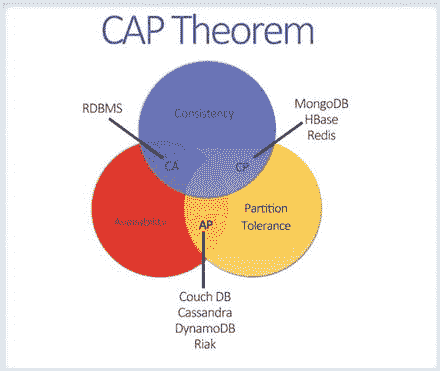 CAP Theorem
RDBMS
Consistency
MongoDB
HBase
Redis
CA
CP
Availability
AP
Partition
Tolerance
Couch DB
Cassandra
DynamoDB
Riak